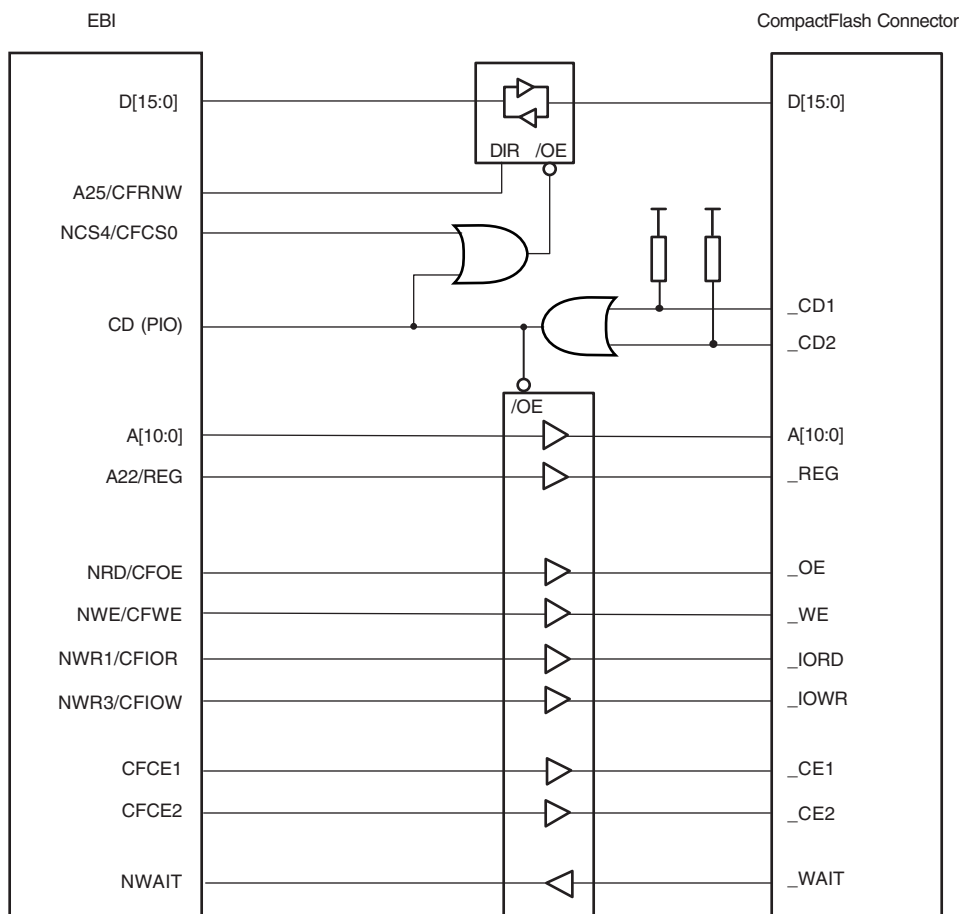 EBI CompactFlash Connector
D[15:0] D[15:0]
DIR /OE
A25/CFRNW
NCS4/CFCS0
_CD1
CD (PIO)
_CD2
/OE
A[10:0] A[10:0]
A22/REG _REG
NRD/CFOE _OE
NWE/CFWE _WE
NWR1/CFIOR _IORD
NWR3/CFIOW _IOWR
CFCE1 _CE1
CFCE2 _CE2
NWAIT _WAIT